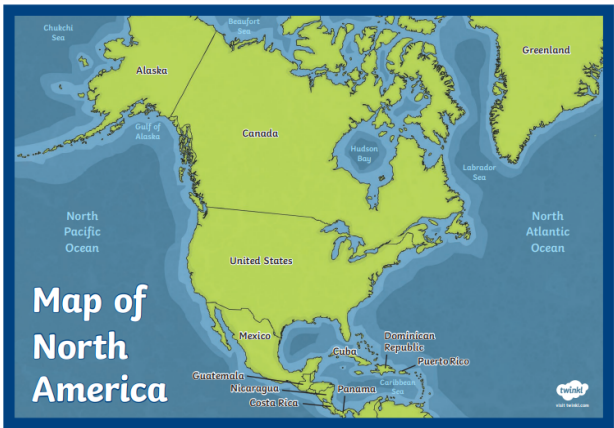 Chukchi
Sea
Beaufort
Sea
Greenland
Alaska
Gulf of
Alaska
Canada
Hudson
Bay
Labrador
Sea
North
Pacific
Ocean
North
Atlantic
Ocean
United States
Map of
North
America
Mexico
Cuba
Dominican
Republic
Puerto Rico
Guatemala
Nicaragua
Costa Rica
Panama
Caribbean
Sea
twinkl
visit twinkl.com